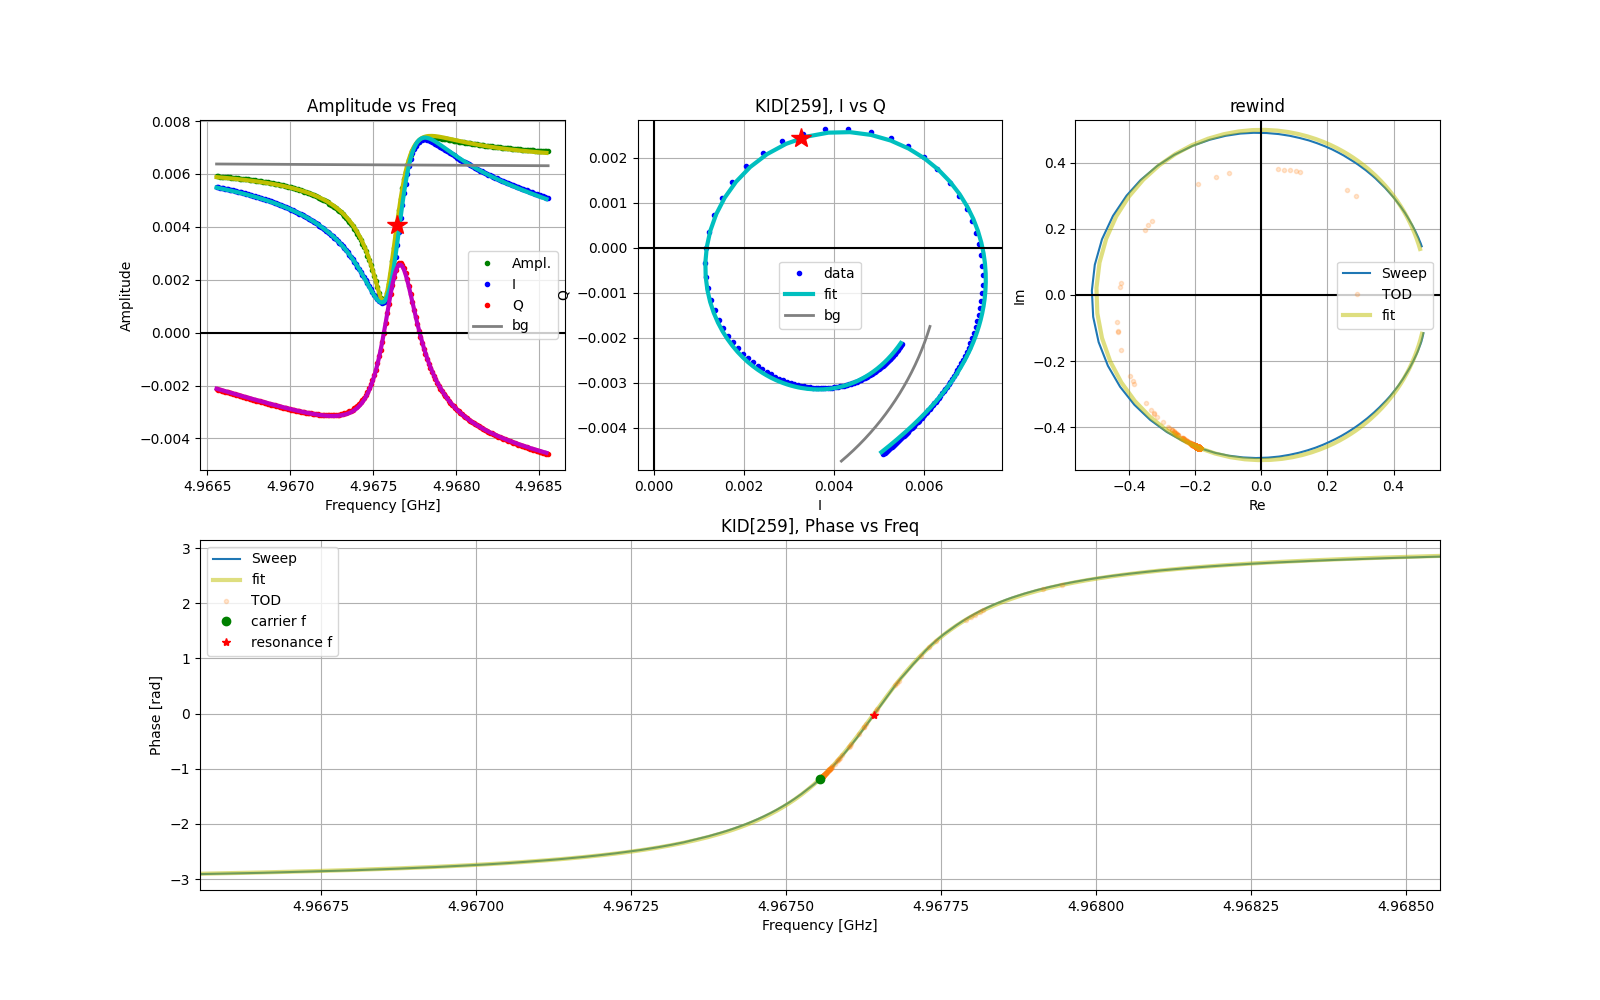 Amplitude vs Freq
0.008
0.006
0.004
0.002
0.000
−0.002
−0.004
Amplitude
Ampl.
I
Q
bg
4.9665
4.9670
4.9675
4.9680
4.9685
Frequency [GHz]
KID[259], I vs Q
0.002
0.001
0.000
−0.001
−0.002
−0.003
−0.004
Q
data
fit
bg
0.000
0.002
0.004
0.006
I
rewind
0.4
0.2
0.0
−0.2
−0.4
Im
Sweep
TOD
fit
−0.4
−0.2
0.0
0.2
0.4
Re
KID[259], Phase vs Freq
3
2
1
0
−1
−2
−3
Phase [rad]
Sweep
fit
TOD
carrier f
resonance f
4.96675
4.96700
4.96725
4.96750
4.96775
4.96800
4.96825
4.96850
Frequency [GHz]